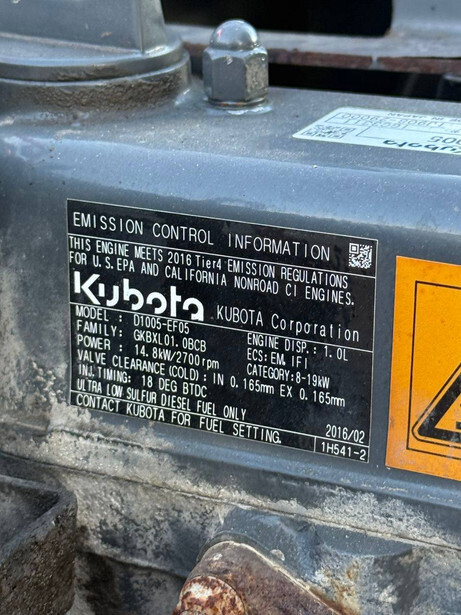 Kubota
EMISSION CONTROL INFORMATION
THIS ENGINE MEETS 2016 Tier4 EMISSION REGULATIONS
FOR U.S. EPA AND CALIFORNIA NONROAD CI ENGINES.
Kubota KUBOTA Corporation
MODEL : D1005-EF05 ENGINE DISP.: 1.0L
FAMILY: GKBXL01.0BCB ECS: EM, IFI
POWER : 14.8kW/2700rpm CATEGORY: 8-19kW
VALVE CLEARANCE (COLD): IN 0.165mm EX 0.165mm
INJ. TIMING: 18 DEG BTDC
ULTRA LOW SULFUR DIESEL FUEL ONLY
CONTACT KUBOTA FOR FUEL SETTING. 2016/02
1H541-2